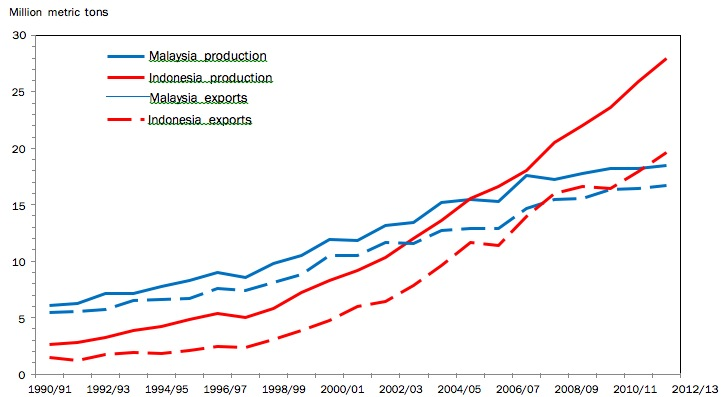 Million metric tons
30
Malaysia production
Indonesia production
Malaysia exports
Indonesia exports
25
20
15
10
5
0
1990/91 1992/93 1994/95 1996/97 1998/99 2000/01 2002/03 2004/05 2006/07 2008/09 2010/11 2012/13